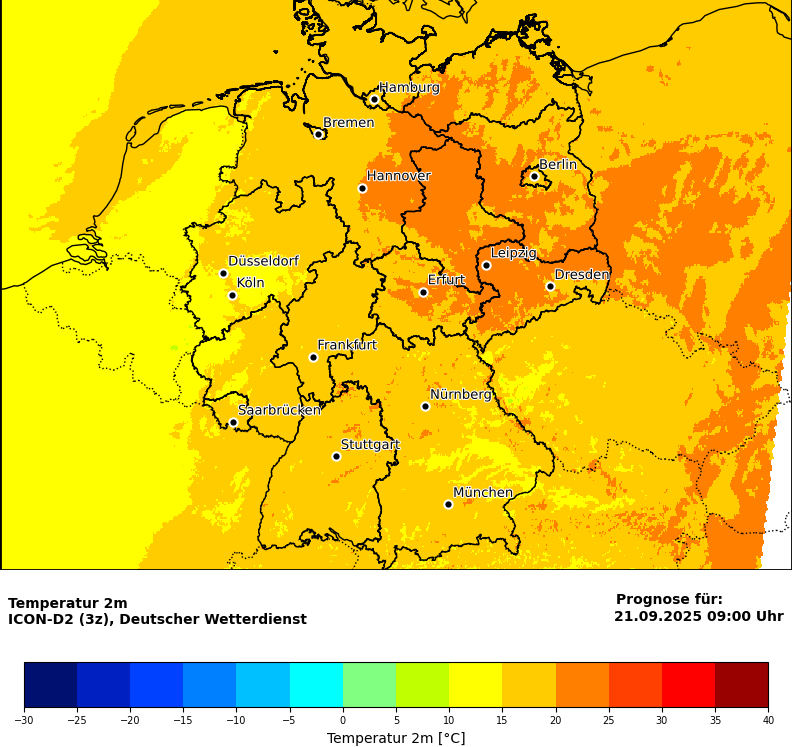 Hamburg
Bremen
Berlin
Hannover
Leipzig
Düsseldorf
Dresden
Köln
Erfurt
Frankfurt
Nürnberg
Saarbrücken
Stuttgart
München
Temperatur 2m
ICON-D2 (3z), Deutscher Wetterdienst
Prognose für:
21.09.2025 09:00 Uhr
−30 −25 −20 −15 −10 −5 0 5 10 15 20 25 30 35 40
Temperatur 2m [°C]